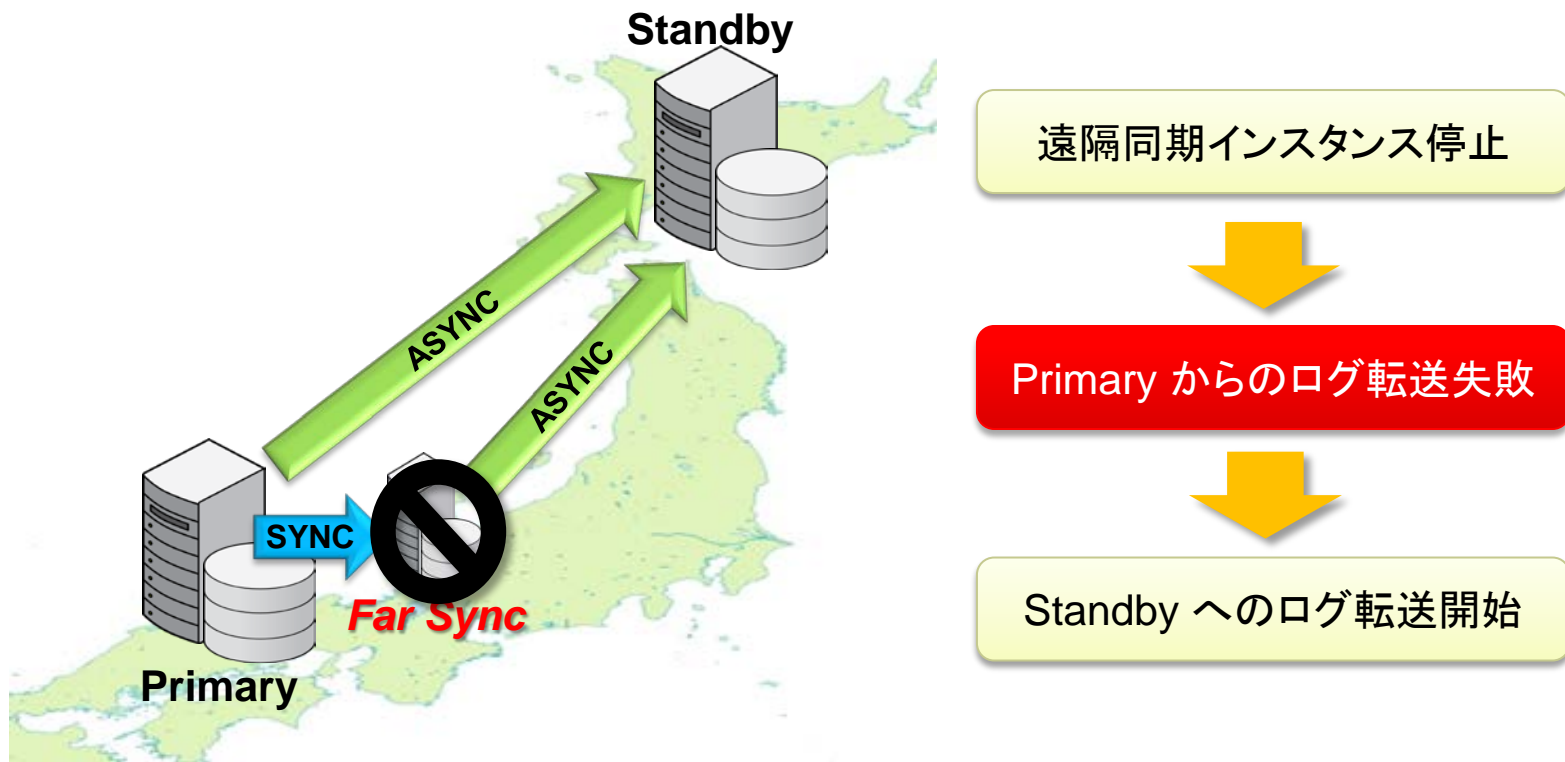 Standby
ASYNC
ASYNC
SYNC
Far Sync
Primary
遠隔同期インスタンス停止
Primary からのログ転送失敗
Standby へのログ転送開始